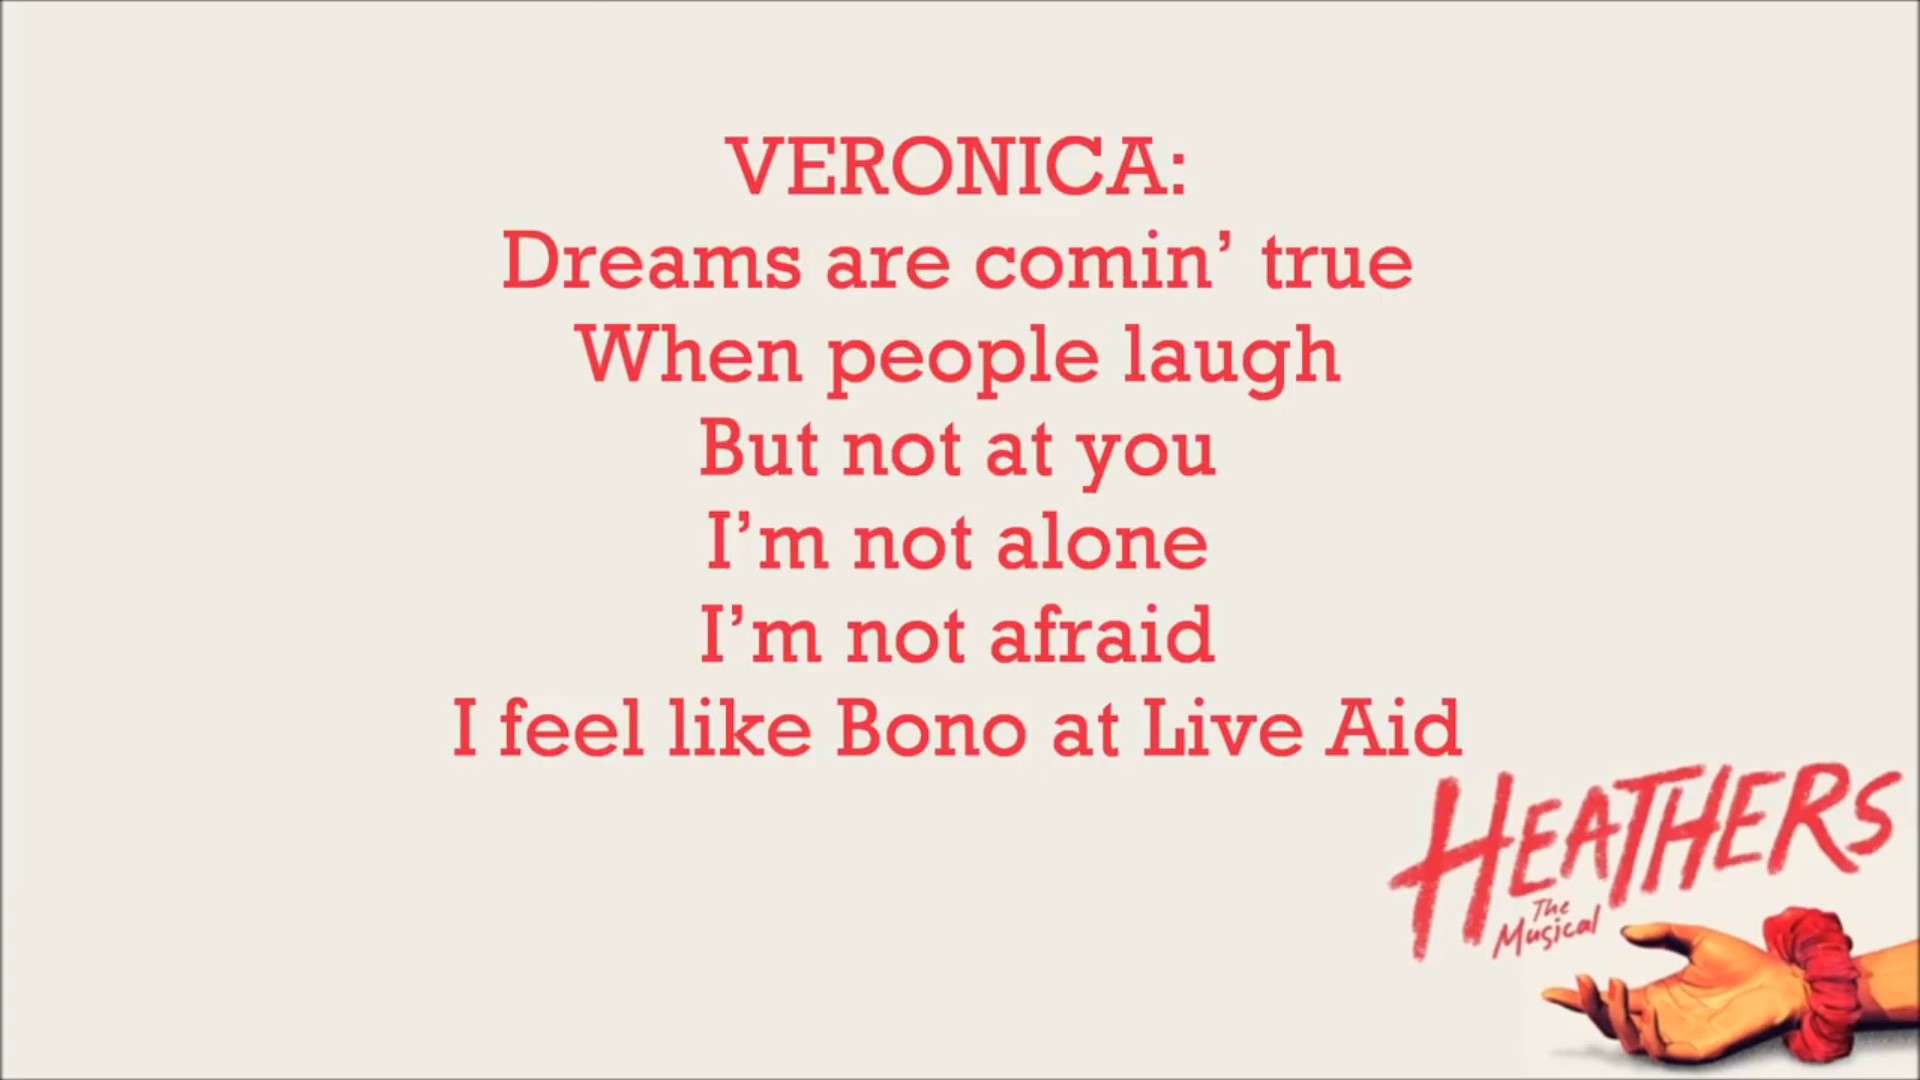 VERONICA:
Dreams are comin’ true
When people laugh
But not at you
I’m not alone
I’m not afraid
I feel like Bono at Live Aid
HEATHERS
The
Musical